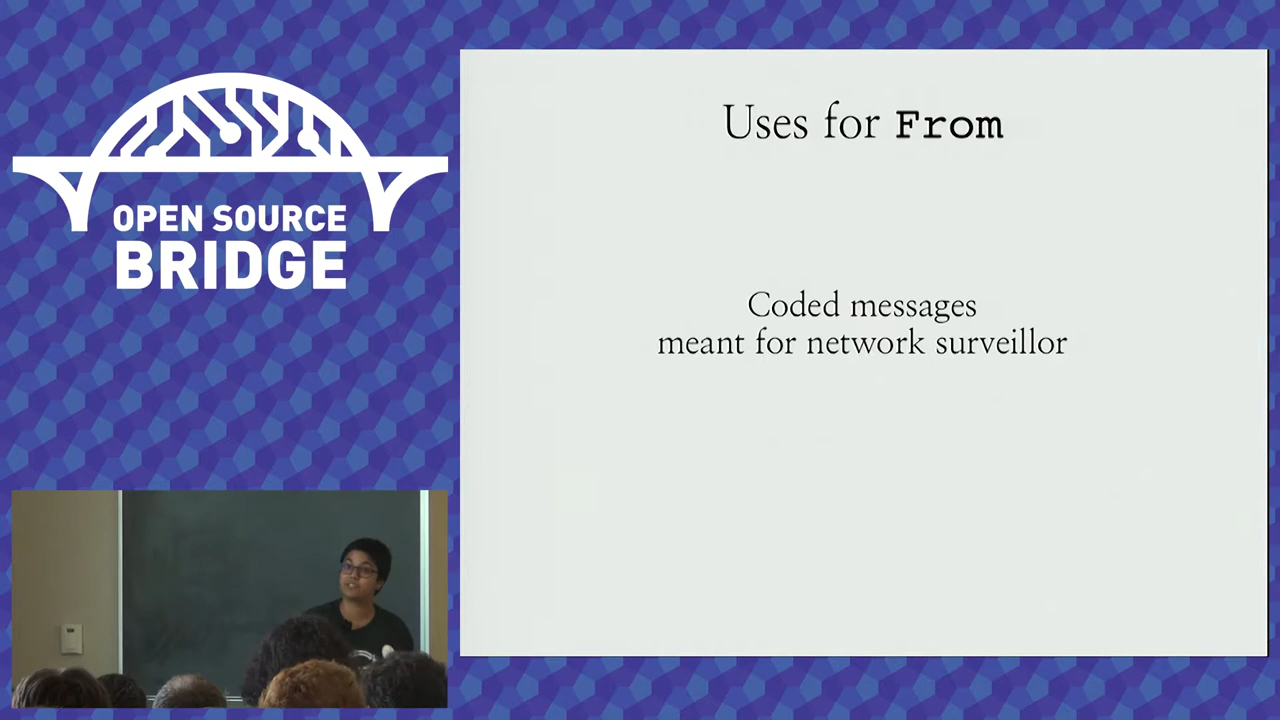 OPEN SOURCE
BRIDGE
Uses for From
Coded messages
meant for network surveillor